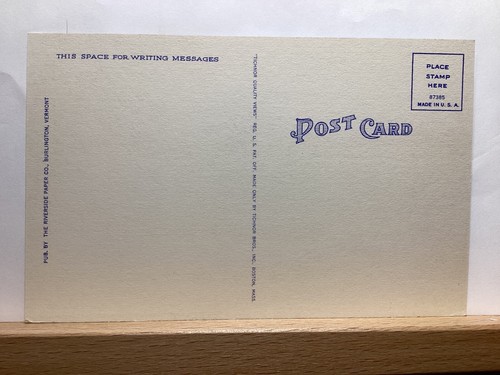 THIS SPACE FOR WRITING MESSAGES
PUB. BY THE RIVERSIDE PAPER CO., BURLINGTON, VERMONT
"TICHNOR QUALITY VIEWS," REG. U. S. PAT. OFF. MADE ONLY BY TICHNOR BROS., INC., BOSTON, MASS.
POST CARD
PLACE
STAMP
HERE
87385
MADE IN U. S. A.